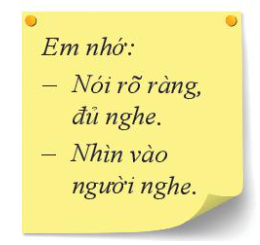 Em nhớ:
– Nói rõ ràng,
đủ nghe.
– Nhìn vào
người nghe.